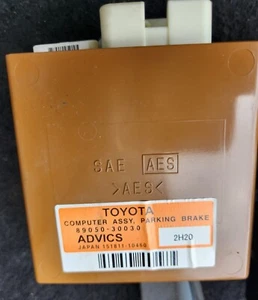 SAE AES
>AES<
TOYOTA
COMPUTER ASSY, PARKING BRAKE
89050-30030
ADVICS 2H20
JAPAN 151811-10450